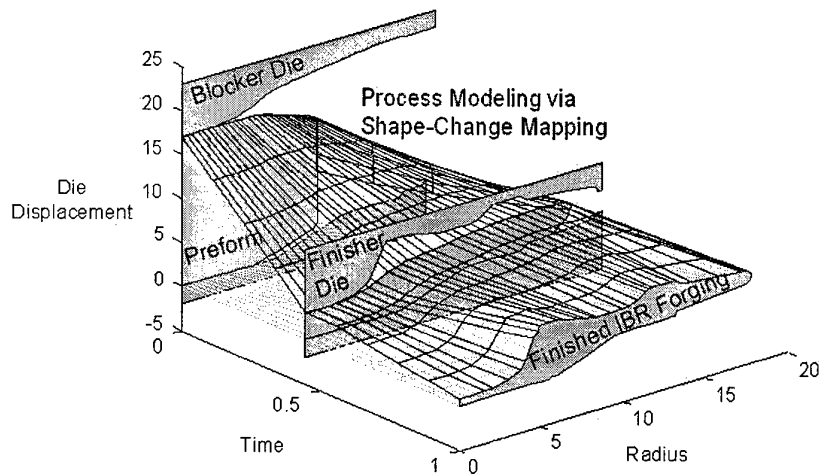 25
20
15
10
5
0
-5
Die
Displacement
Blocker Die
Process Modeling via
Shape-Change Mapping
Preform
Finisher
Die
Finished IBR Forging
0
0.5
1
Time
0
5
10
15
20
Radius